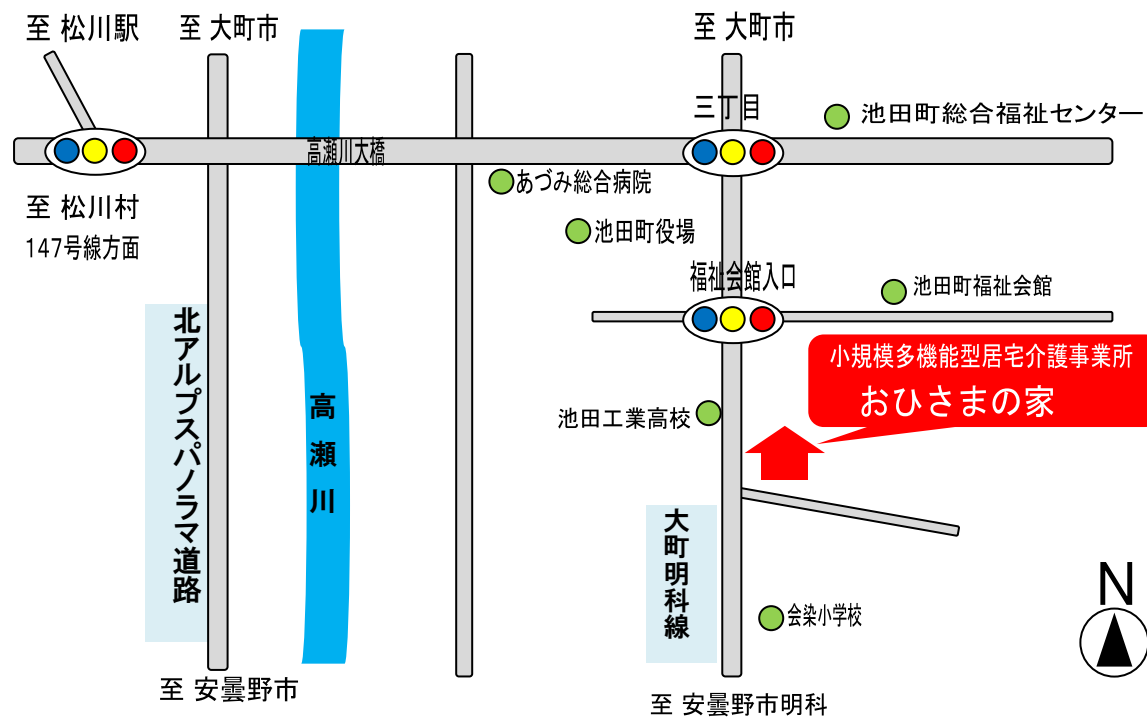 至 松川駅
至 大町市
至 大町市
三丁目
池田町総合福祉センター
高瀬川大橋
あづみ総合病院
至 松川村
147号線方面
池田町役場
福祉会館入口
池田町福祉会館
北アルプスパノラマ道路
高瀬川
小規模多機能型居宅介護事業所
おひさまの家
池田工業高校
大町明科線
会染小学校
N
至 安曇野市
至 安曇野市明科